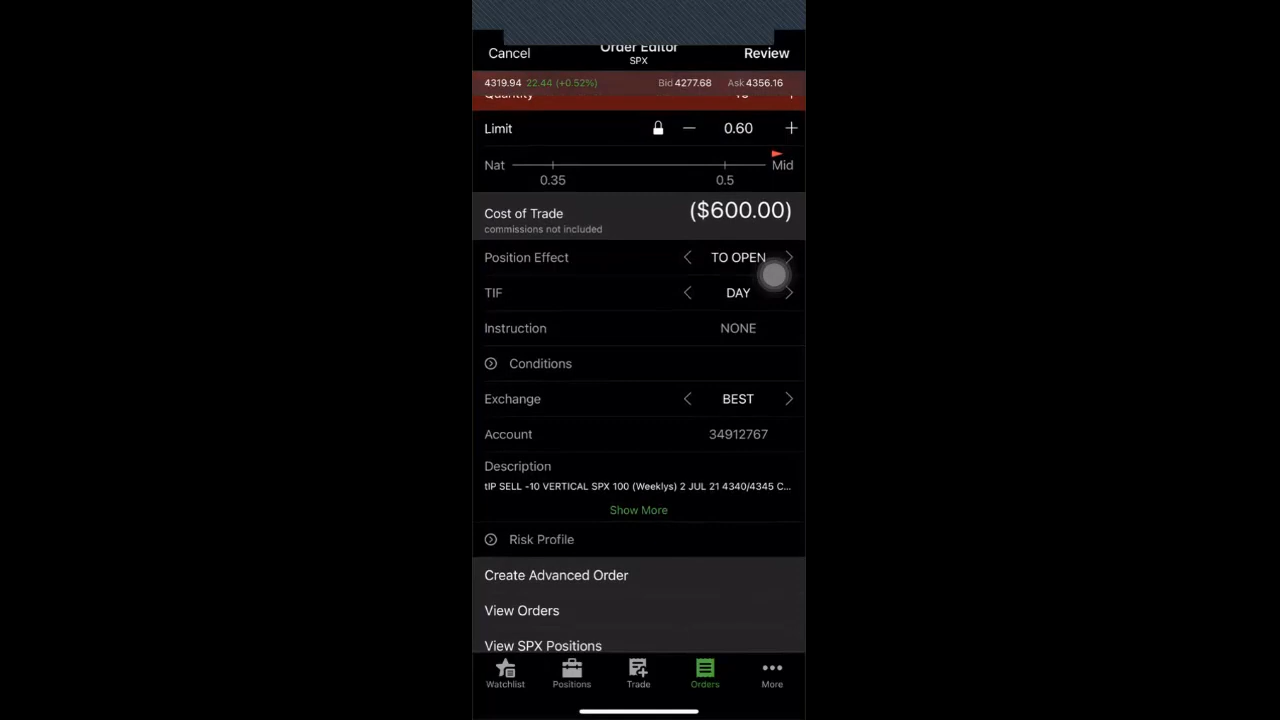 Order Editor
Cancel
Review
SPX
4319.94 22.44 (+0.52%) Bid 4277.68 Ask 4356.16
Quantity
Limit — 0.60 +
Nat Mid
0.35 0.5
Cost of Trade ($600.00)
commissions not included
Position Effect < TO OPEN >
TIF < DAY >
Instruction NONE
Conditions
Exchange < BEST >
Account 34912767
Description
tIP SELL -10 VERTICAL SPX 100 (Weeklys) 2 JUL 21 4340/4345 C...
Show More
Risk Profile
Create Advanced Order
View Orders
View SPX Positions
Watchlist Positions Trade Orders More